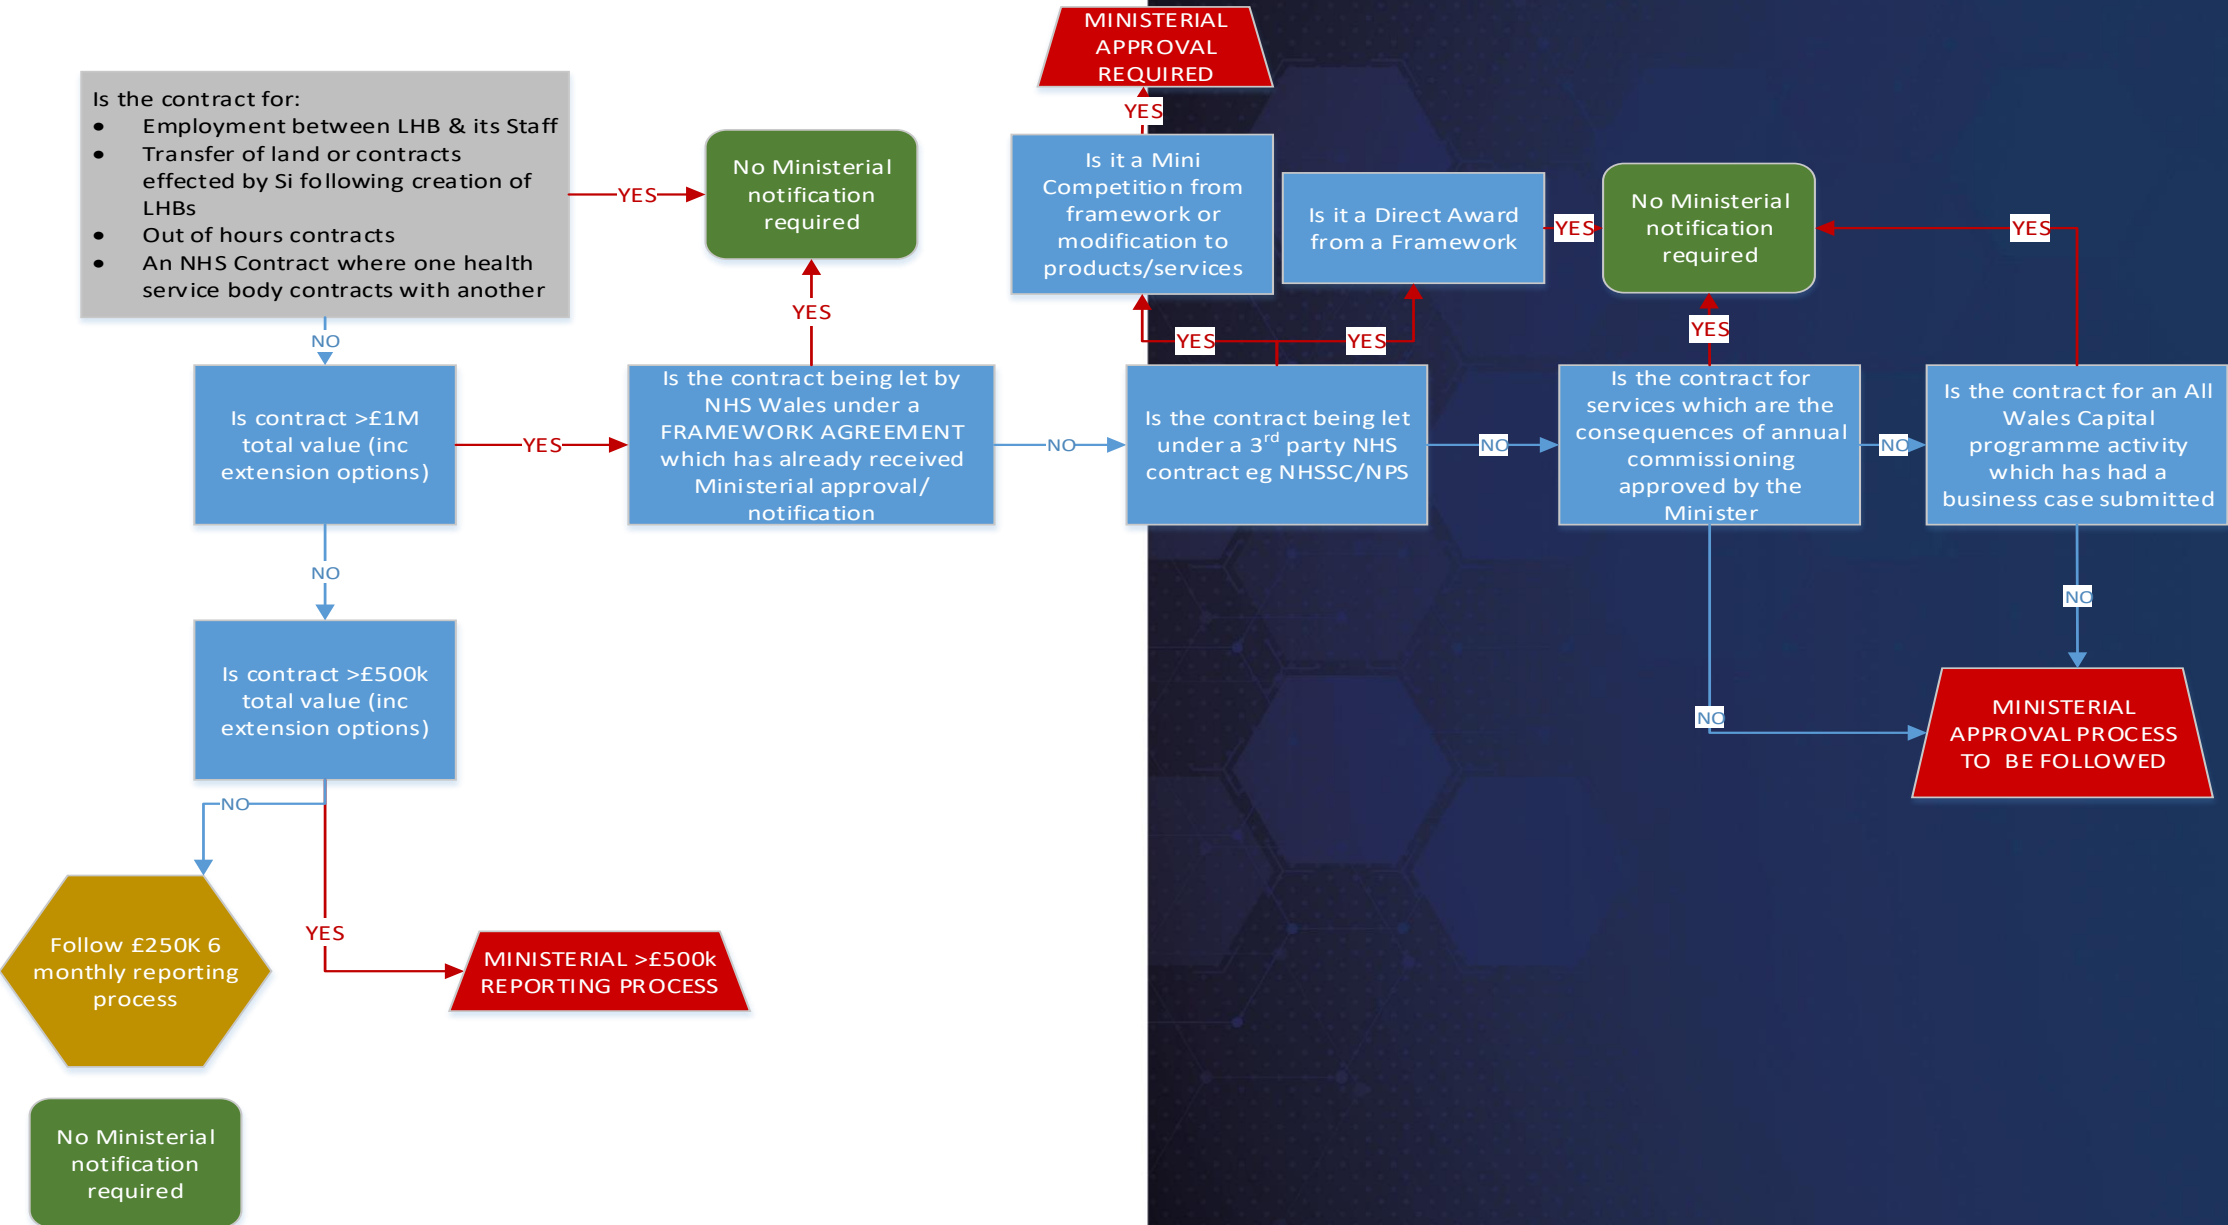 MINISTERIAL
APPROVAL
REQUIRED
YES
Is the contract for:
• Employment between LHB & its Staff
• Transfer of land or contracts
effected by Si following creation of
LHBs
• Out of hours contracts
• An NHS Contract where one health
service body contracts with another
YES
No Ministerial
notification
required
Is it a Mini
Competition from
framework or
modification to
products/services
Is it a Direct Award
from a Framework
YES
No Ministerial
notification
required
YES
NO
YES
YES
YES
YES
Is contract >£1M
total value (inc
extension options)
YES
Is the contract being let by
NHS Wales under a
FRAMEWORK AGREEMENT
which has already received
Ministerial approval/
notification
NO
Is the contract being let
under a 3rd party NHS
contract eg NHSSC/NPS
NO
Is the contract for
services which are the
consequences of annual
commissioning
approved by the
Minister
NO
Is the contract for an All
Wales Capital
programme activity
which has had a
business case submitted
NO
NO
NO
Is contract >£500k
total value (inc
extension options)
MINISTERIAL
APPROVAL PROCESS
TO BE FOLLOWED
NO
YES
Follow £250K 6
monthly reporting
process
MINISTERIAL >£500k
REPORTING PROCESS
No Ministerial
notification
required